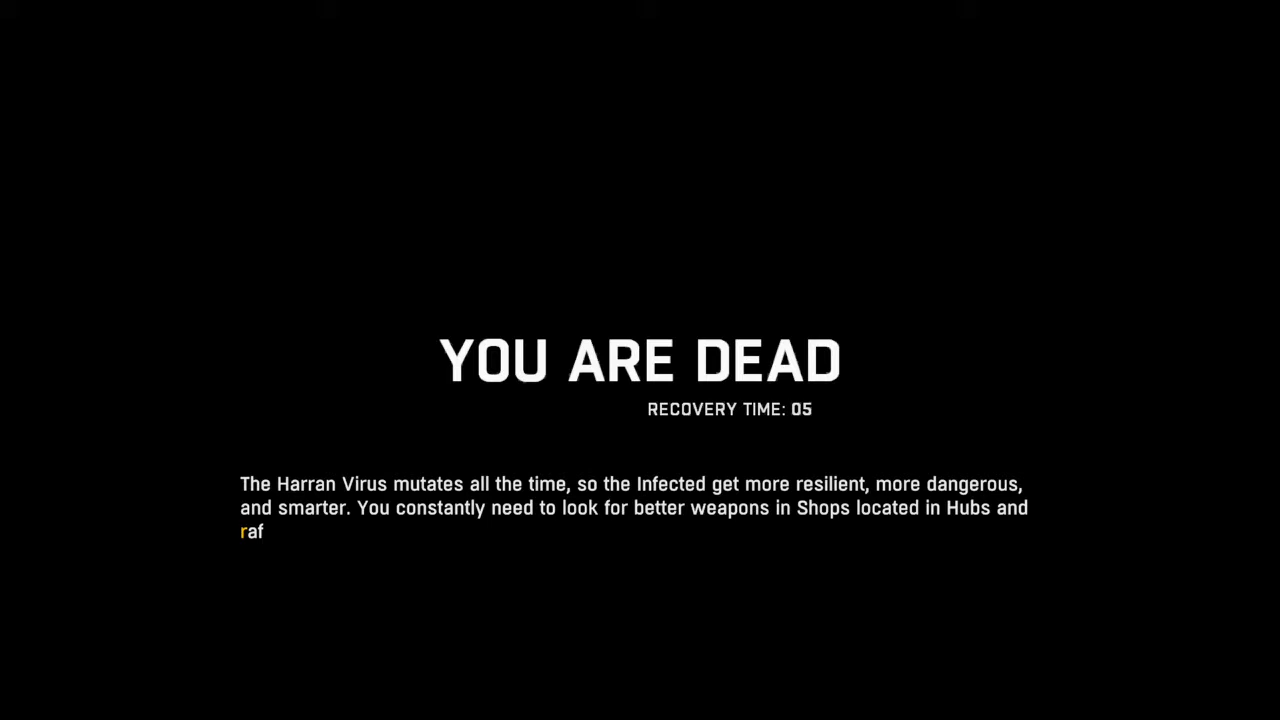 YOU ARE DEAD
RECOVERY TIME: 05
The Harran Virus mutates all the time, so the Infected get more resilient, more dangerous,
and smarter. You constantly need to look for better weapons in Shops located in Hubs and
raf